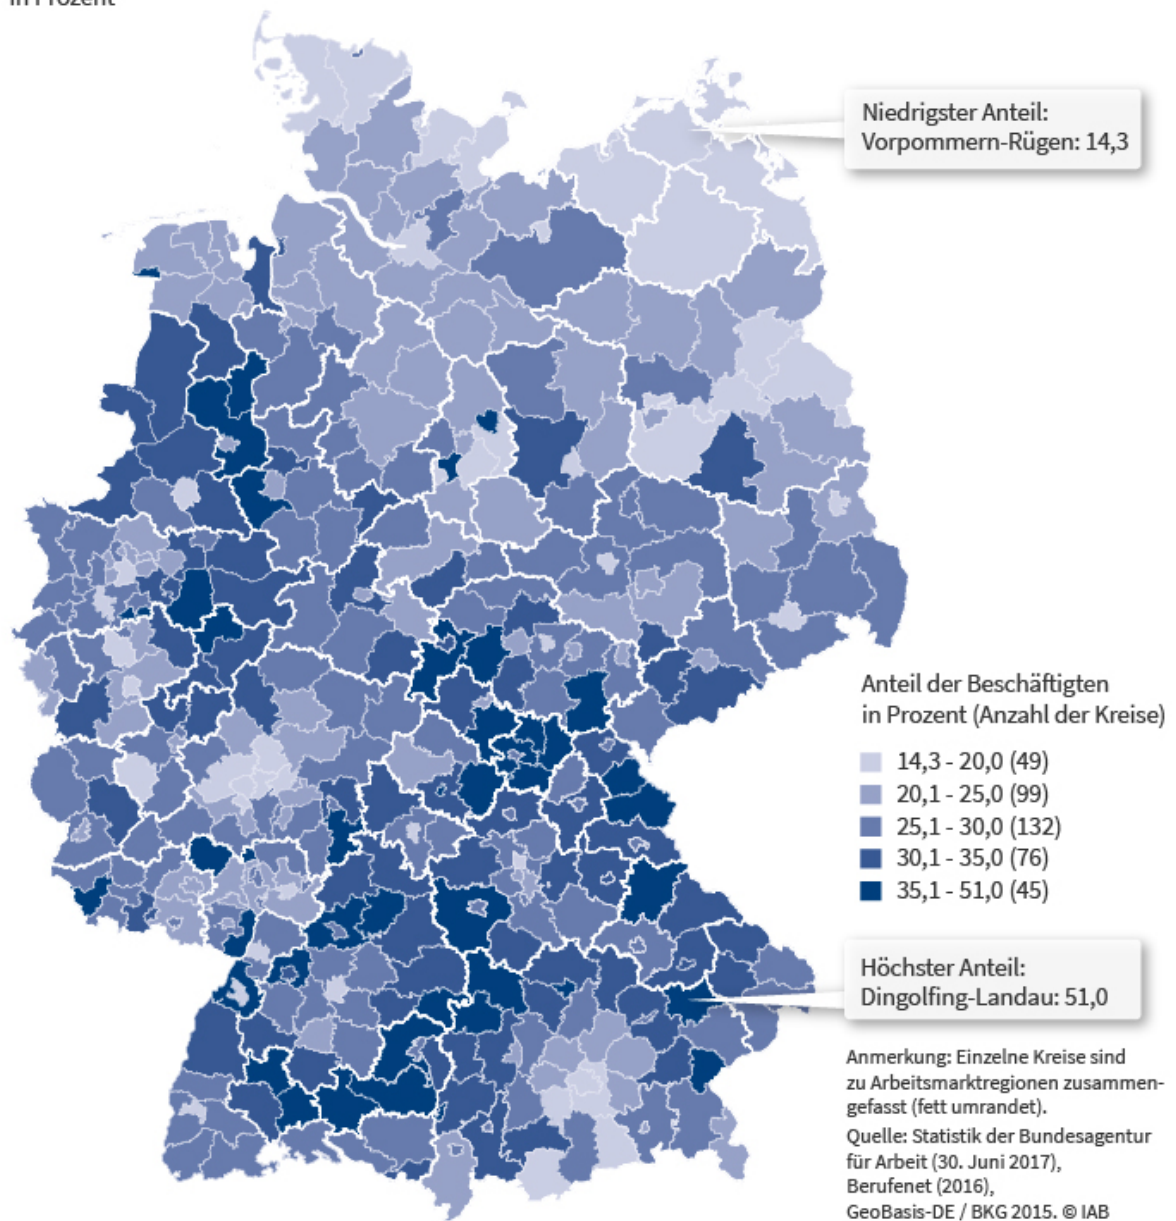 in Prozent
Niedrigster Anteil:
Vorpommern-Rügen: 14,3
Anteil der Beschäftigten
in Prozent (Anzahl der Kreise)
14,3 - 20,0 (49)
20,1 - 25,0 (99)
25,1 - 30,0 (132)
30,1 - 35,0 (76)
35,1 - 51,0 (45)
Höchster Anteil:
Dingolfing-Landau: 51,0
Anmerkung: Einzelne Kreise sind
zu Arbeitsmarktregionen zusammen-
gefasst (fett umrandet).
Quelle: Statistik der Bundesagentur
für Arbeit (30. Juni 2017),
Berufenet (2016),
GeoBasis-DE / BKG 2015. © IAB